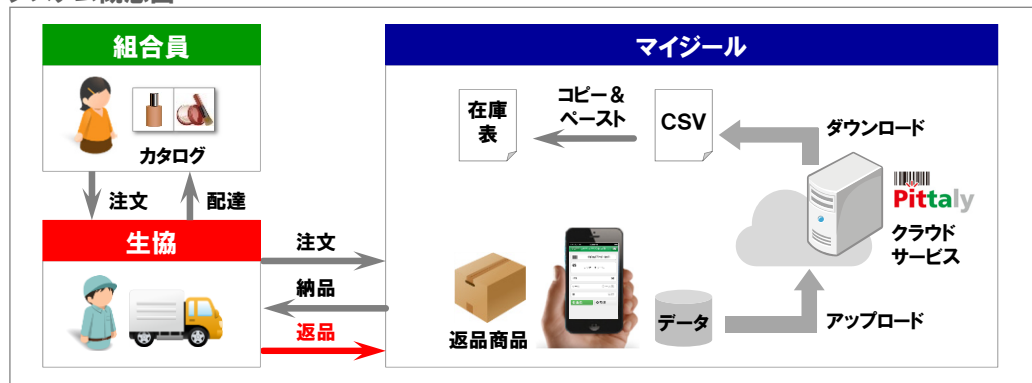 組合員
マイジール
カタログ
在庫
表
コピー＆
ペースト
CSV
ダウンロード
Pittaly
クラウド
サービス
注文
配達
生協
注文
納品
返品
返品商品
データ
アップロード